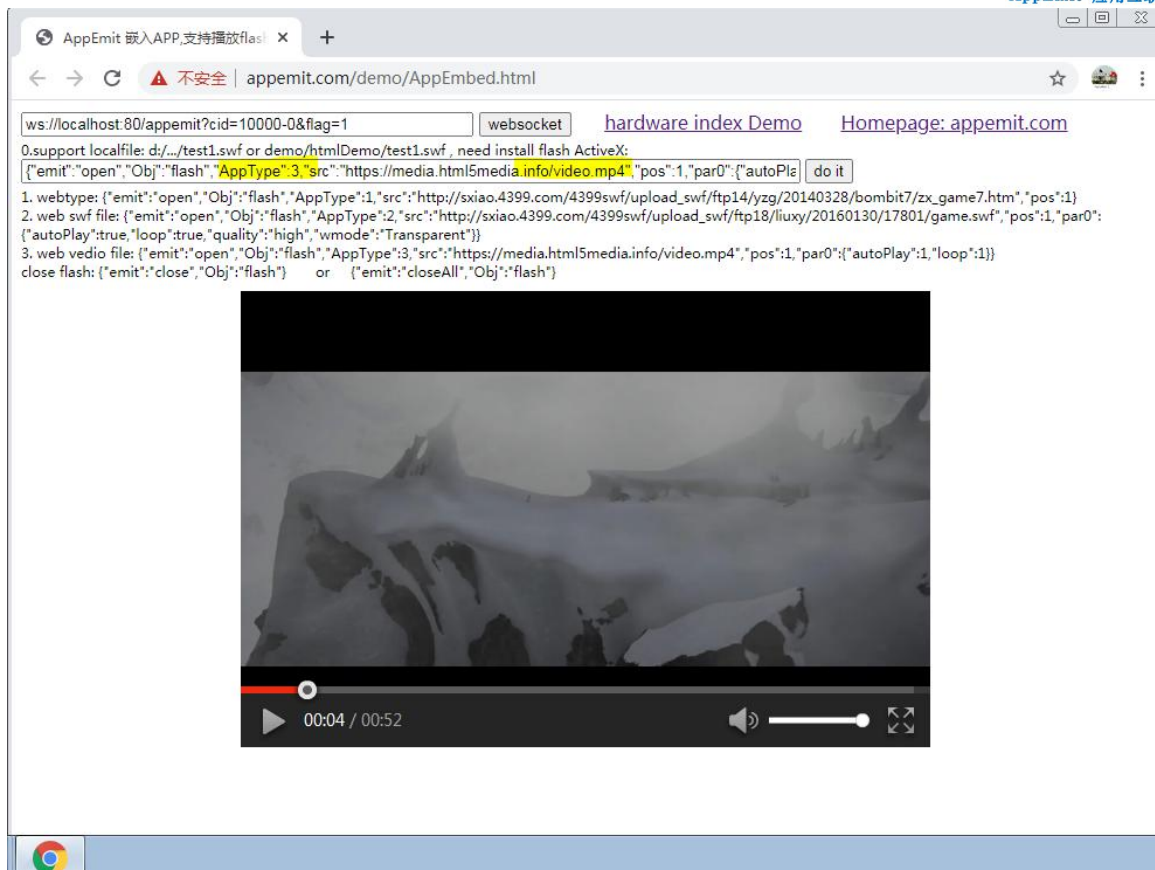 AppEmit 嵌入APP,支持播放flas
不安全 | appemit.com/demo/AppEmbed.html
ws://localhost:80/appemit?cid=10000-0&flag=1 websocket hardware index Demo Homepage: appemit.com
0.support localfile: d:/.../test1.swf or demo/htmlDemo/test1.swf , need install flash ActiveX:
{"emit":"open","Obj":"flash","AppType":3,"src":"https://media.html5media.info/video.mp4","pos":1,"par0":{"autoPla do it
1. webtype: {"emit":"open","Obj":"flash","AppType":1,"src":"http://sxiao.4399.com/4399swf/upload_swf/ftp14/yzg/20140328/bombit7/zx_game7.htm","pos":1}
2. web swf file: {"emit":"open","Obj":"flash","AppType":2,"src":"http://sxiao.4399.com/4399swf/upload_swf/ftp18/liuxy/20160130/17801/game.swf","pos":1,"par0":
{"autoPlay":true,"loop":true,"quality":"high","wmode":"Transparent"}}
3. web vedio file: {"emit":"open","Obj":"flash","AppType":3,"src":"https://media.html5media.info/video.mp4","pos":1,"par0":{"autoPlay":1,"loop":1}}
close flash: {"emit":"close","Obj":"flash"} or {"emit":"closeAll","Obj":"flash"}
00:04 / 00:52